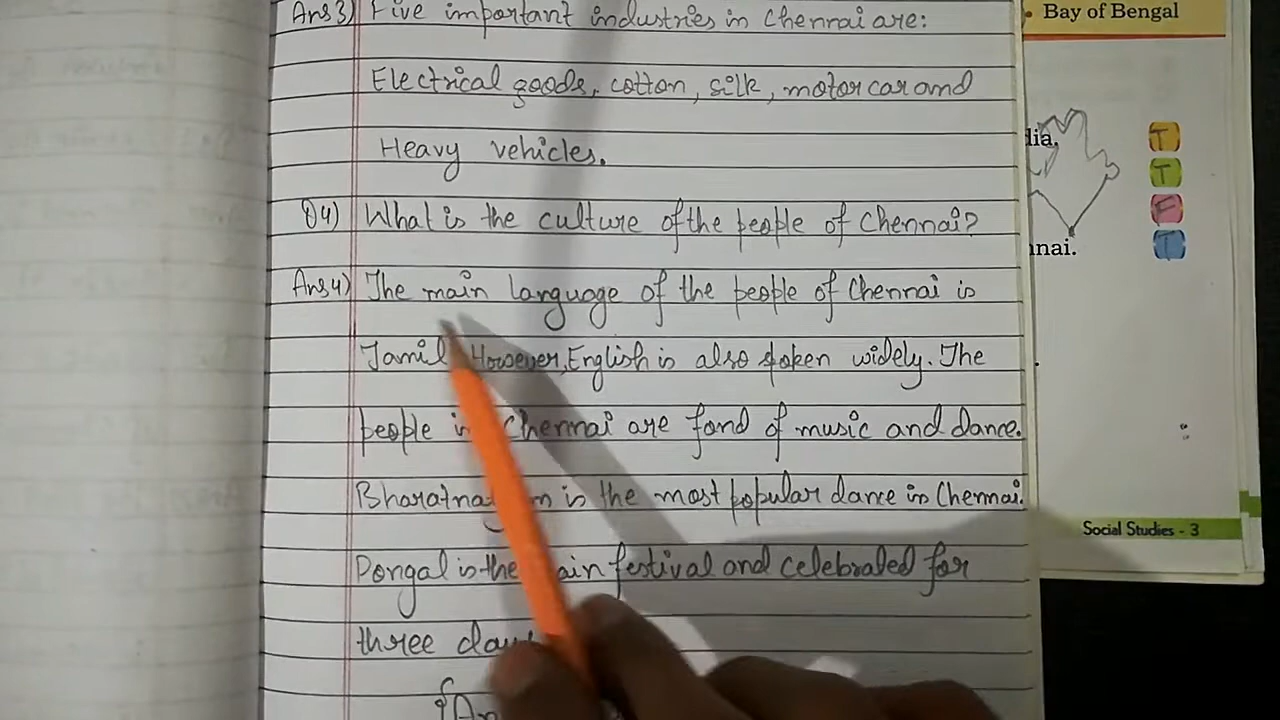 Ans3) Five important industries in Chennai are:
Electrical goods, cotton, silk, motor car and
Heavy vehicles.
Q4) What is the culture of the people of Chennai?
Ans4) The main language of the people of Chennai is
Tamil. However, English is also spoken widely. The
people in Chennai are fond of music and dance.
is the most popular dance in Chennai.
Pongal is the festival and celebrated for
three
Bay of Bengal
T
T
F
T
Social Studies - 3